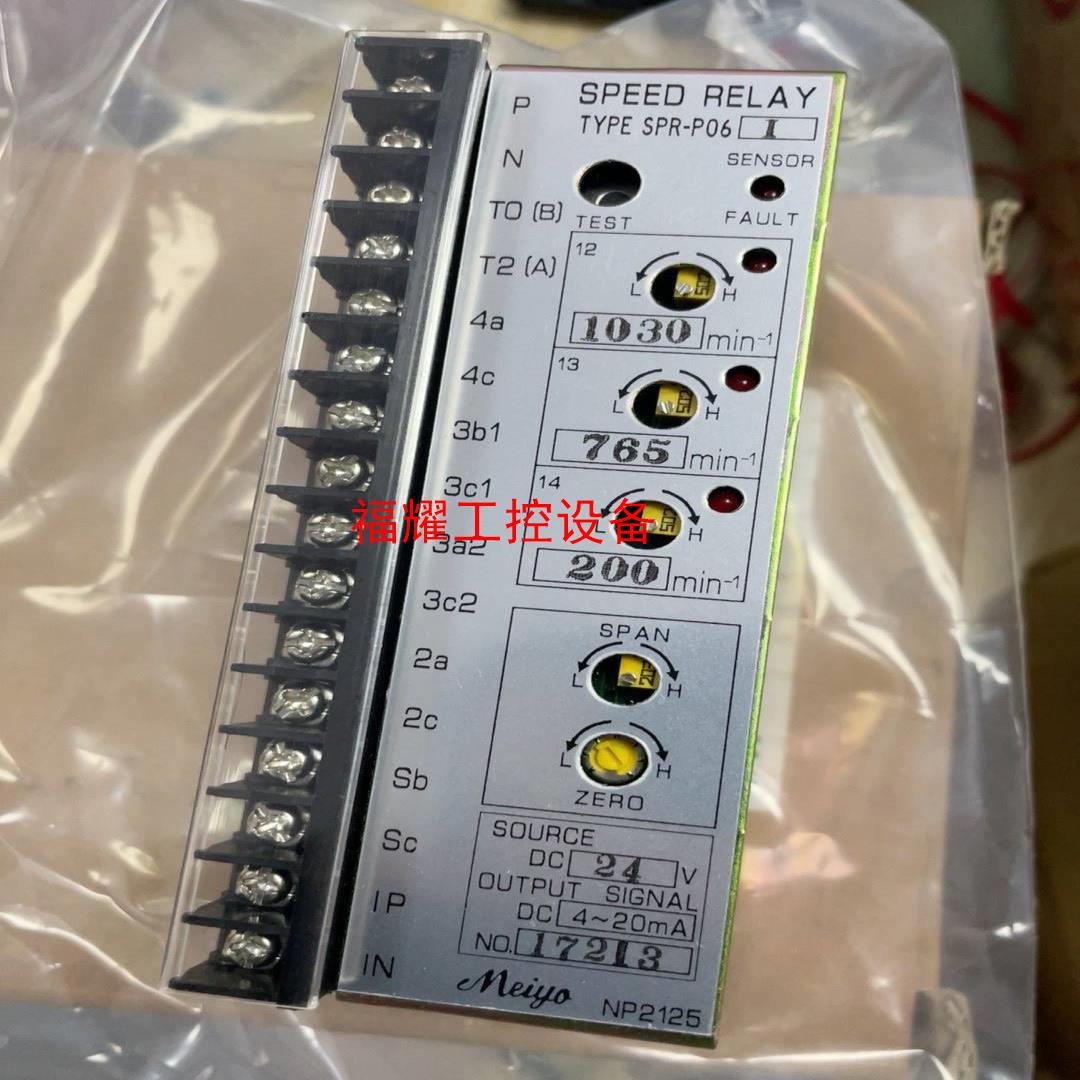 SPEED RELAY
TYPE SPR-P06 I
P
N
T0 (B)
T2 (A)
4a
4c
3b1
3c1
3a2
3c2
2a
2c
Sb
Sc
IP
IN
TEST
SENSOR
FAULT
12
L H
1030 min-1
13
L H
765 min-1
14
L H
200 min-1
福耀工控设备
SPAN
L H
L H
ZERO
SOURCE
DC 24 V
OUTPUT SIGNAL
DC 4~20mA
NO. 17213
Meiyo
NP2125